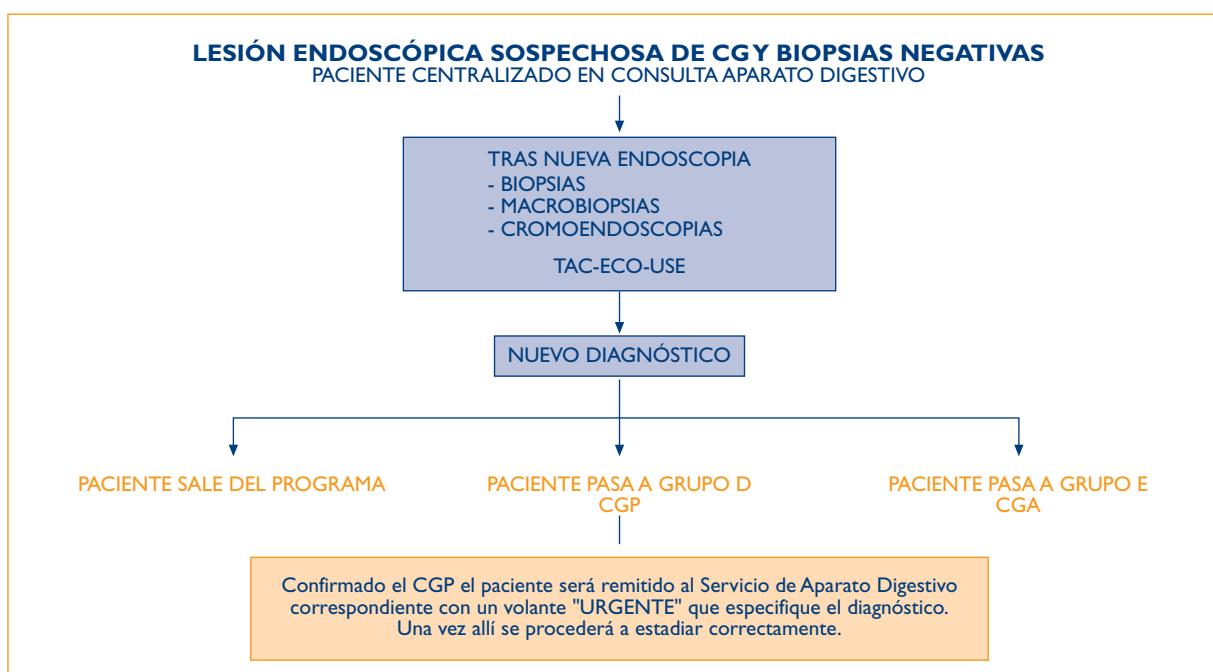 LESIÓN ENDOSCÓPICA SOSPECHOSA DE CG Y BIOPSIAS NEGATIVAS
PACIENTE CENTRALIZADO EN CONSULTA APARATO DIGESTIVO
TRAS NUEVA ENDOSCOPIA
- BIOPSIAS
- MACROBIOPSIAS
- CROMOENDOSCOPIAS
TAC-ECO-USE
NUEVO DIAGNÓSTICO
PACIENTE SALE DEL PROGRAMA
PACIENTE PASA A GRUPO D
CGP
PACIENTE PASA A GRUPO E
CGA
Confirmado el CGP el paciente será remitido al Servicio de Aparato Digestivo
correspondiente con un volante "URGENTE" que especifique el diagnóstico.
Una vez allí se procederá a estadiar correctamente.